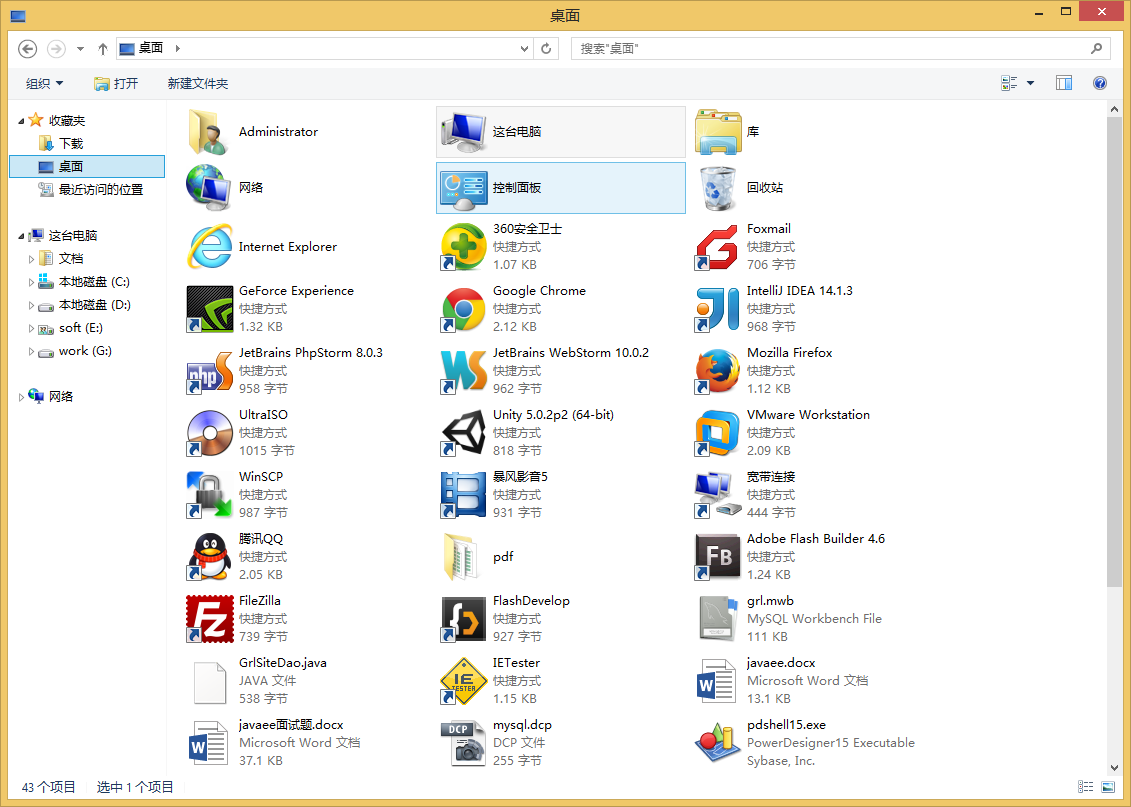 桌面
桌面
搜索"桌面"
组织
打开
新建文件夹
收藏夹
下载
桌面
最近访问的位置
这台电脑
文档
本地磁盘 (C:)
本地磁盘 (D:)
soft (E:)
work (G:)
网络
Administrator
这台电脑
库
网络
控制面板
回收站
Internet Explorer
360安全卫士
快捷方式
1.07 KB
Foxmail
快捷方式
706 字节
GeForce Experience
快捷方式
1.32 KB
Google Chrome
快捷方式
2.12 KB
IntelliJ IDEA 14.1.3
快捷方式
968 字节
JetBrains PhpStorm 8.0.3
快捷方式
958 字节
JetBrains WebStorm 10.0.2
快捷方式
962 字节
Mozilla Firefox
快捷方式
1.12 KB
UltraISO
快捷方式
1015 字节
Unity 5.0.2p2 (64-bit)
快捷方式
818 字节
VMware Workstation
快捷方式
2.09 KB
WinSCP
快捷方式
987 字节
暴风影音5
快捷方式
931 字节
宽带连接
快捷方式
444 字节
腾讯QQ
快捷方式
2.05 KB
pdf
Adobe Flash Builder 4.6
快捷方式
1.24 KB
FileZilla
快捷方式
739 字节
FlashDevelop
快捷方式
927 字节
grl.mwb
MySQL Workbench File
111 KB
GrlSiteDao.java
JAVA 文件
538 字节
IETester
快捷方式
1.15 KB
javaee.docx
Microsoft Word 文档
13.1 KB
javaee面试题.docx
Microsoft Word 文档
37.1 KB
mysql.dcp
DCP 文件
255 字节
pdshell15.exe
PowerDesigner15 Executable
Sybase, Inc.
php
WS
FB
Fz
IE
TESTER
DCP
W
W
43 个项目
选中 1 个项目